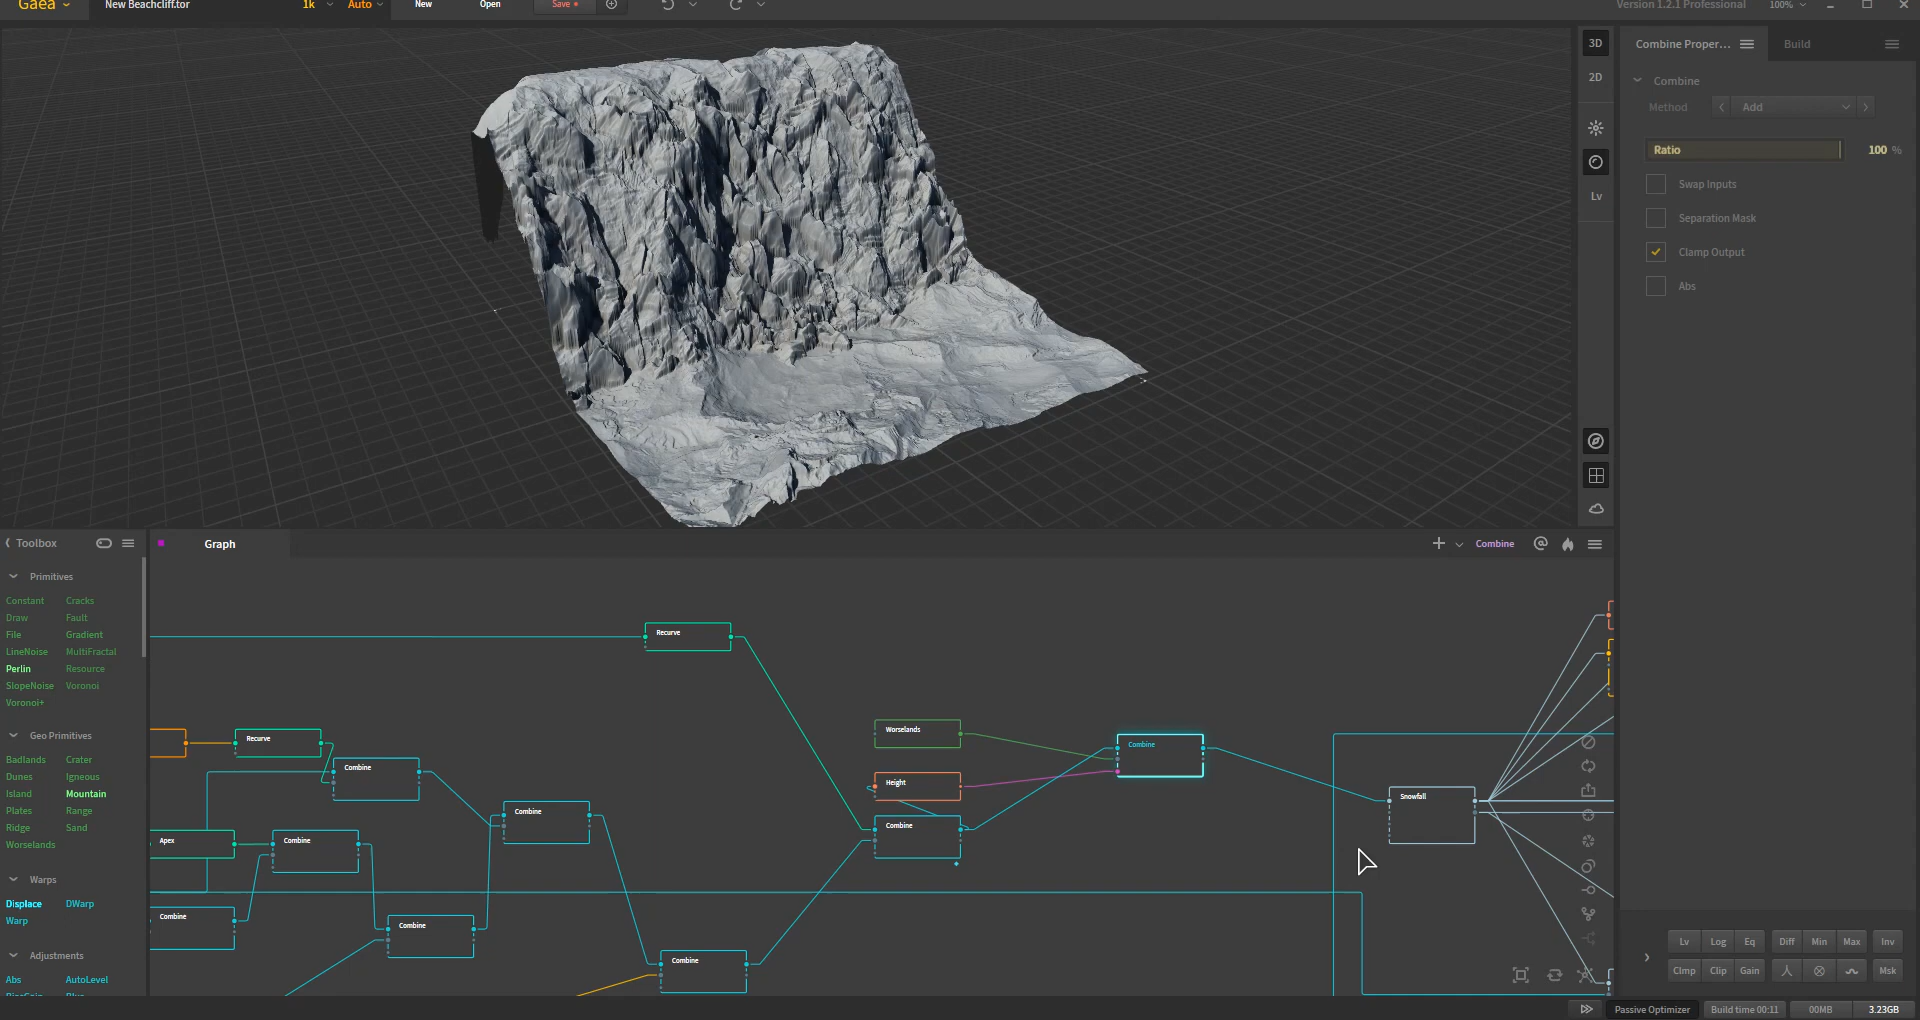 Gaea
New Beachcliff.tor
1k
Auto
New
Open
Save
Version 1.2.1 Professional
100%
3D
2D
Lv
Combine Proper...
Build
Combine
Method
Add
Ratio
100 %
Swap Inputs
Separation Mask
Clamp Output
Abs
Toolbox
Graph
Combine
Primitives
Constant Cracks
Draw Fault
File Gradient
LineNoise MultiFractal
Perlin Resource
SlopeNoise Voronoi
Voronoi+
Geo Primitives
Badlands Crater
Dunes Igneous
Island Mountain
Plates Range
Ridge Sand
Worselands
Warps
Displace DWarp
Warp
Adjustments
Abs AutoLevel
Recurve
Recurve
Combine
Apex
Combine
Combine
Combine
Combine
Combine
Worselands
Height
Combine
Combine
Snowfall
Lv Log Eq Diff Min Max Inv
Clmp Clip Gain Msk
Passive Optimizer
Build time 00:11
00MB
3.23GB